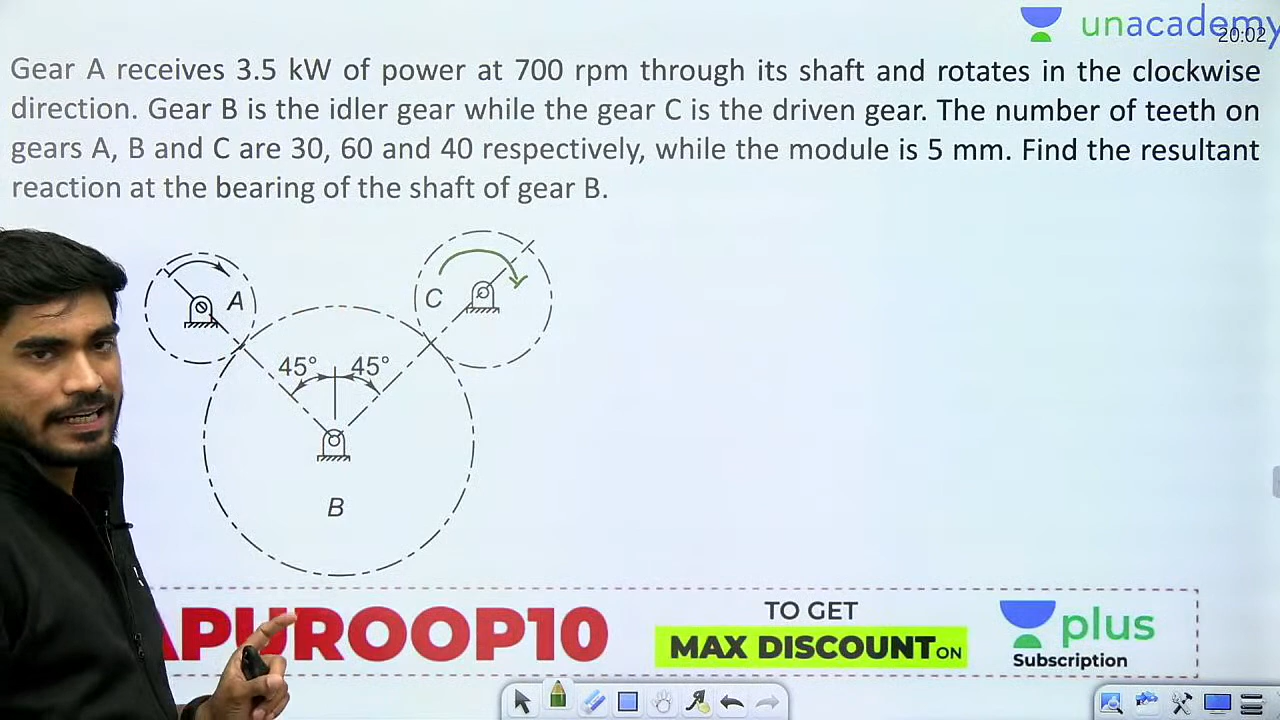 unacademy
20:02
Gear A receives 3.5 kW of power at 700 rpm through its shaft and rotates in the clockwise
direction. Gear B is the idler gear while the gear C is the driven gear. The number of teeth on
gears A, B and C are 30, 60 and 40 respectively, while the module is 5 mm. Find the resultant
reaction at the bearing of the shaft of gear B.
A
C
45° 45°
B
APUROOP10
TO GET
MAX DISCOUNT ON
plus
Subscription